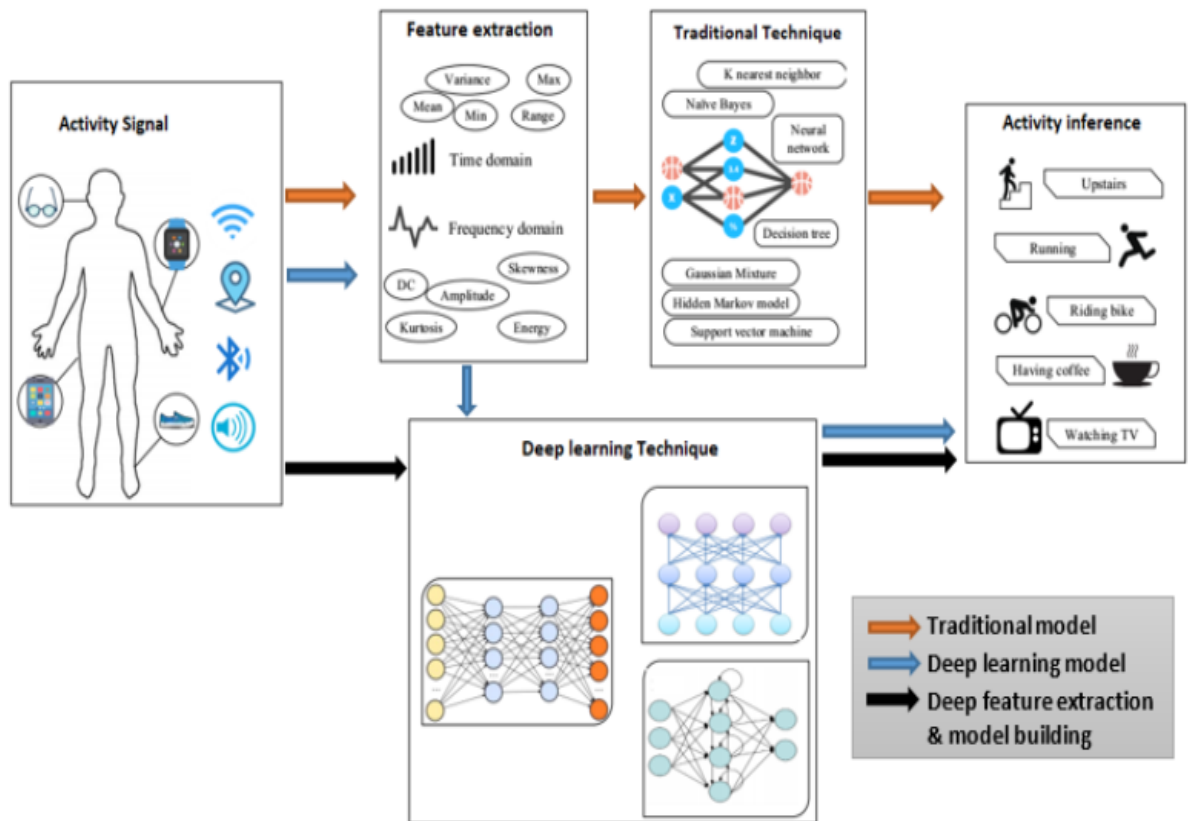 Activity Signal
Feature extraction
Variance
Max
Mean
Min
Range
Time domain
Frequency domain
Skewness
DC
Amplitude
Kurtosis
Energy
Traditional Technique
K nearest neighbor
Naïve Bayes
Neural
network
Z
X
Decision tree
Gaussian Mixture
Hidden Markov model
Support vector machine
Activity inference
Upstairs
Running
Riding bike
Having coffee
Watching TV
Deep learning Technique
Traditional model
Deep learning model
Deep feature extraction
& model building